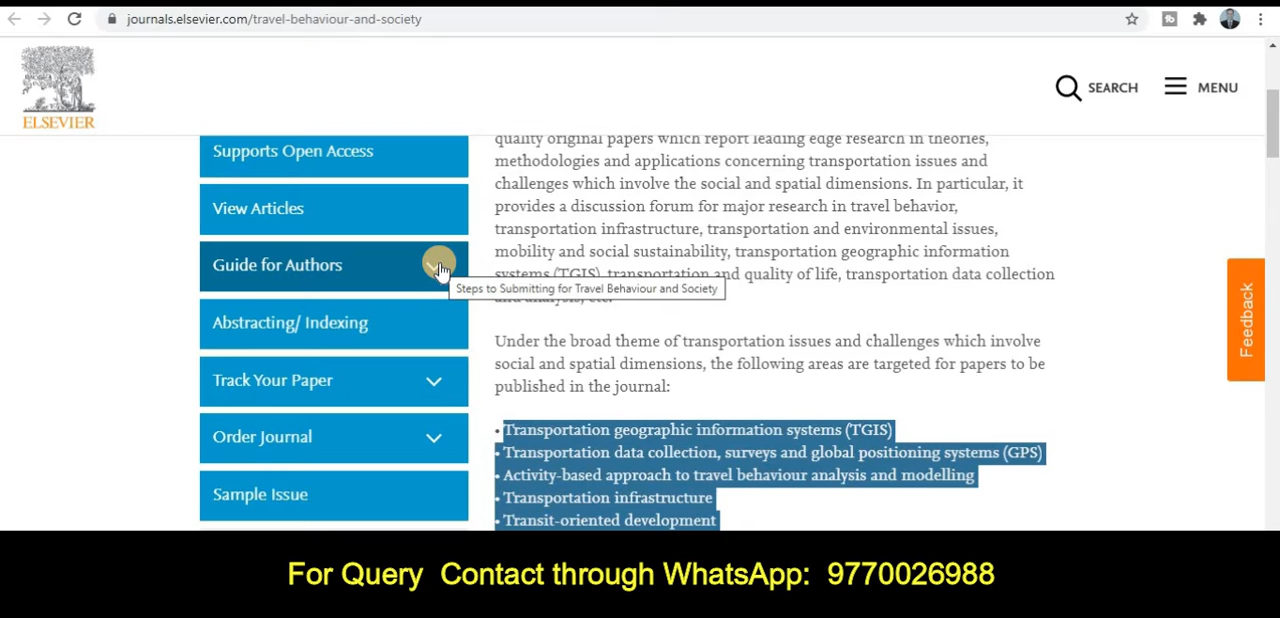 journals.elsevier.com/travel-behaviour-and-society
ELSEVIER
SEARCH
MENU
Supports Open Access
View Articles
Guide for Authors
Steps to Submitting for Travel Behaviour and Society
Abstracting/ Indexing
Track Your Paper
Order Journal
Sample Issue
quality original papers which report leading edge research in theories,
methodologies and applications concerning transportation issues and
challenges which involve the social and spatial dimensions. In particular, it
provides a discussion forum for major research in travel behavior,
transportation infrastructure, transportation and environmental issues,
mobility and social sustainability, transportation geographic information
systems (TGIS), transportation and quality of life, transportation data collection
and analysis, etc.
Under the broad theme of transportation issues and challenges which involve
social and spatial dimensions, the following areas are targeted for papers to be
published in the journal:
• Transportation geographic information systems (TGIS)
• Transportation data collection, surveys and global positioning systems (GPS)
• Activity-based approach to travel behaviour analysis and modelling
• Transportation infrastructure
• Transit-oriented development
Feedback
For Query Contact through WhatsApp: 9770026988